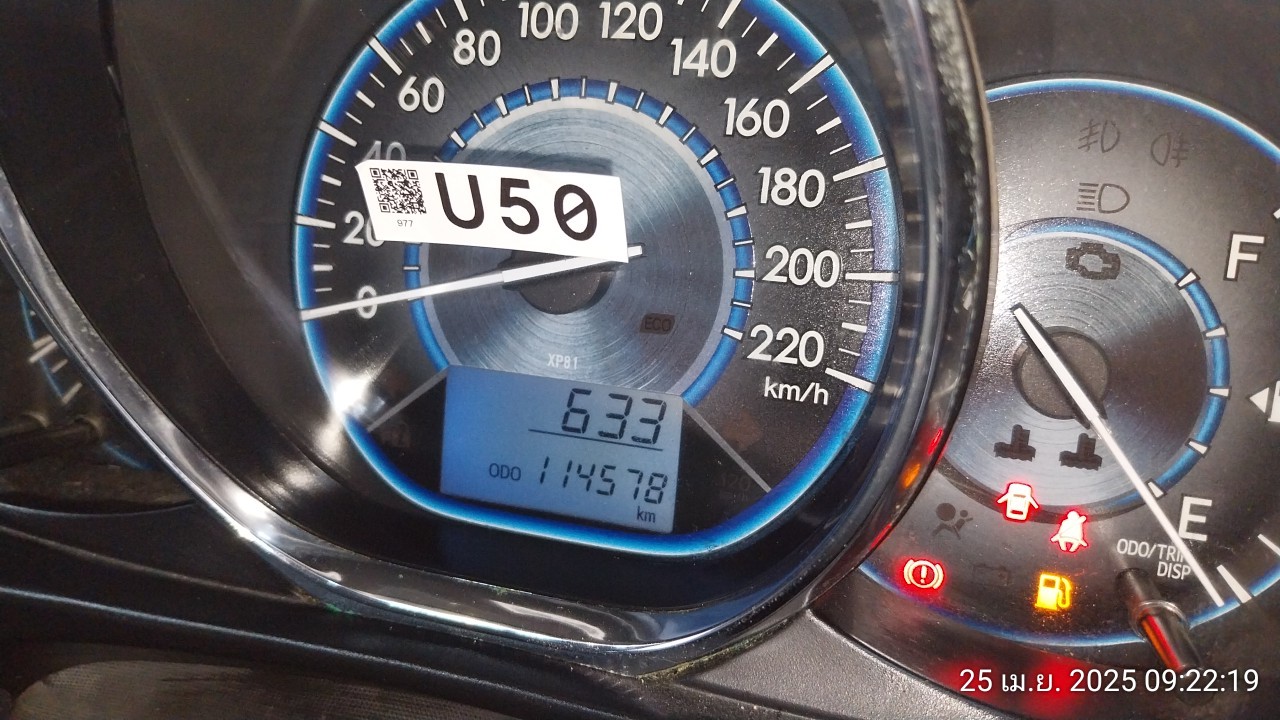 100 120
80 140
60 160
40
977 U50
180
20
200
0
ECO
220
XP81
km/h
633
ODO 114578
km
F
E
ODO/TRIP
DISP
25 เม.ย. 2025 09:22:19